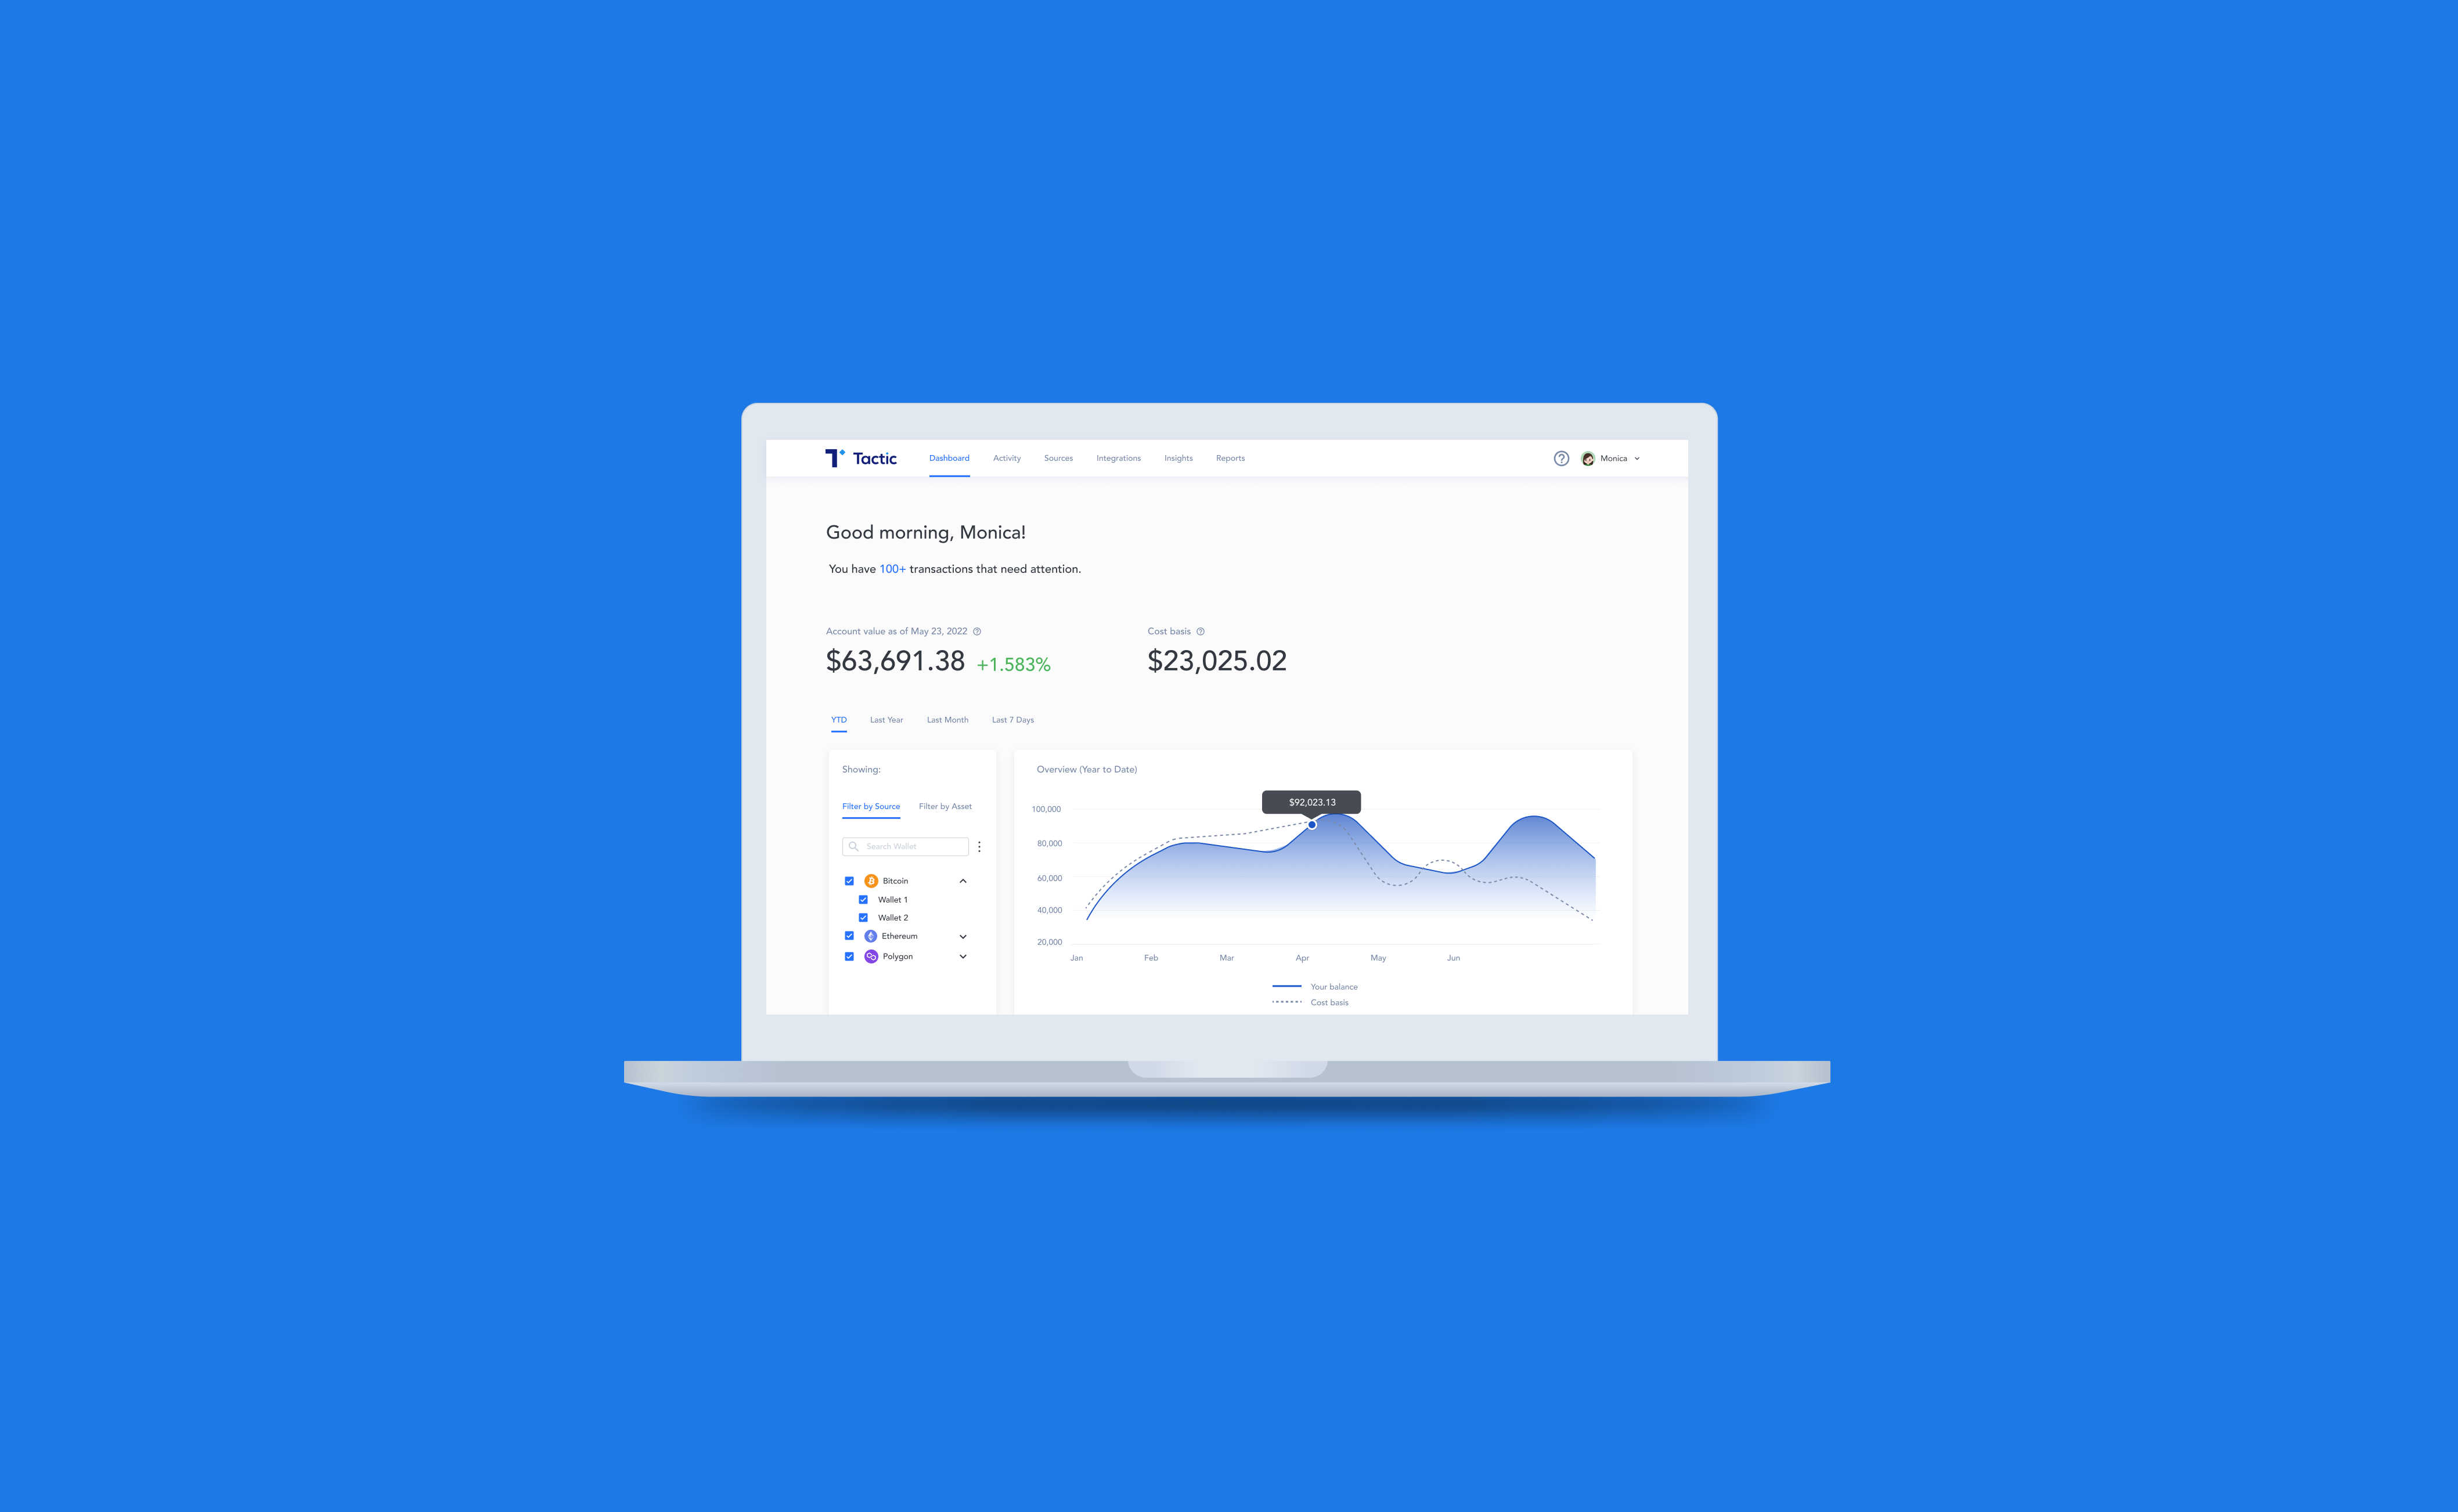 Tactic Dashboard Activity Sources Integrations Insights Reports Monica
Good morning, Monica!
You have 100+ transactions that need attention.
Account value as of May 23, 2022 Cost basis
$63,691.38 +1.583% $23,025.02
YTD Last Year Last Month Last 7 Days
Showing:
Filter by Source Filter by Asset
Search Wallet
Bitcoin
Wallet 1
Wallet 2
Ethereum
Polygon
Overview (Year to Date)
$92,023.13
100,000
80,000
60,000
40,000
20,000
Jan Feb Mar Apr May Jun
Your balance
Cost basis